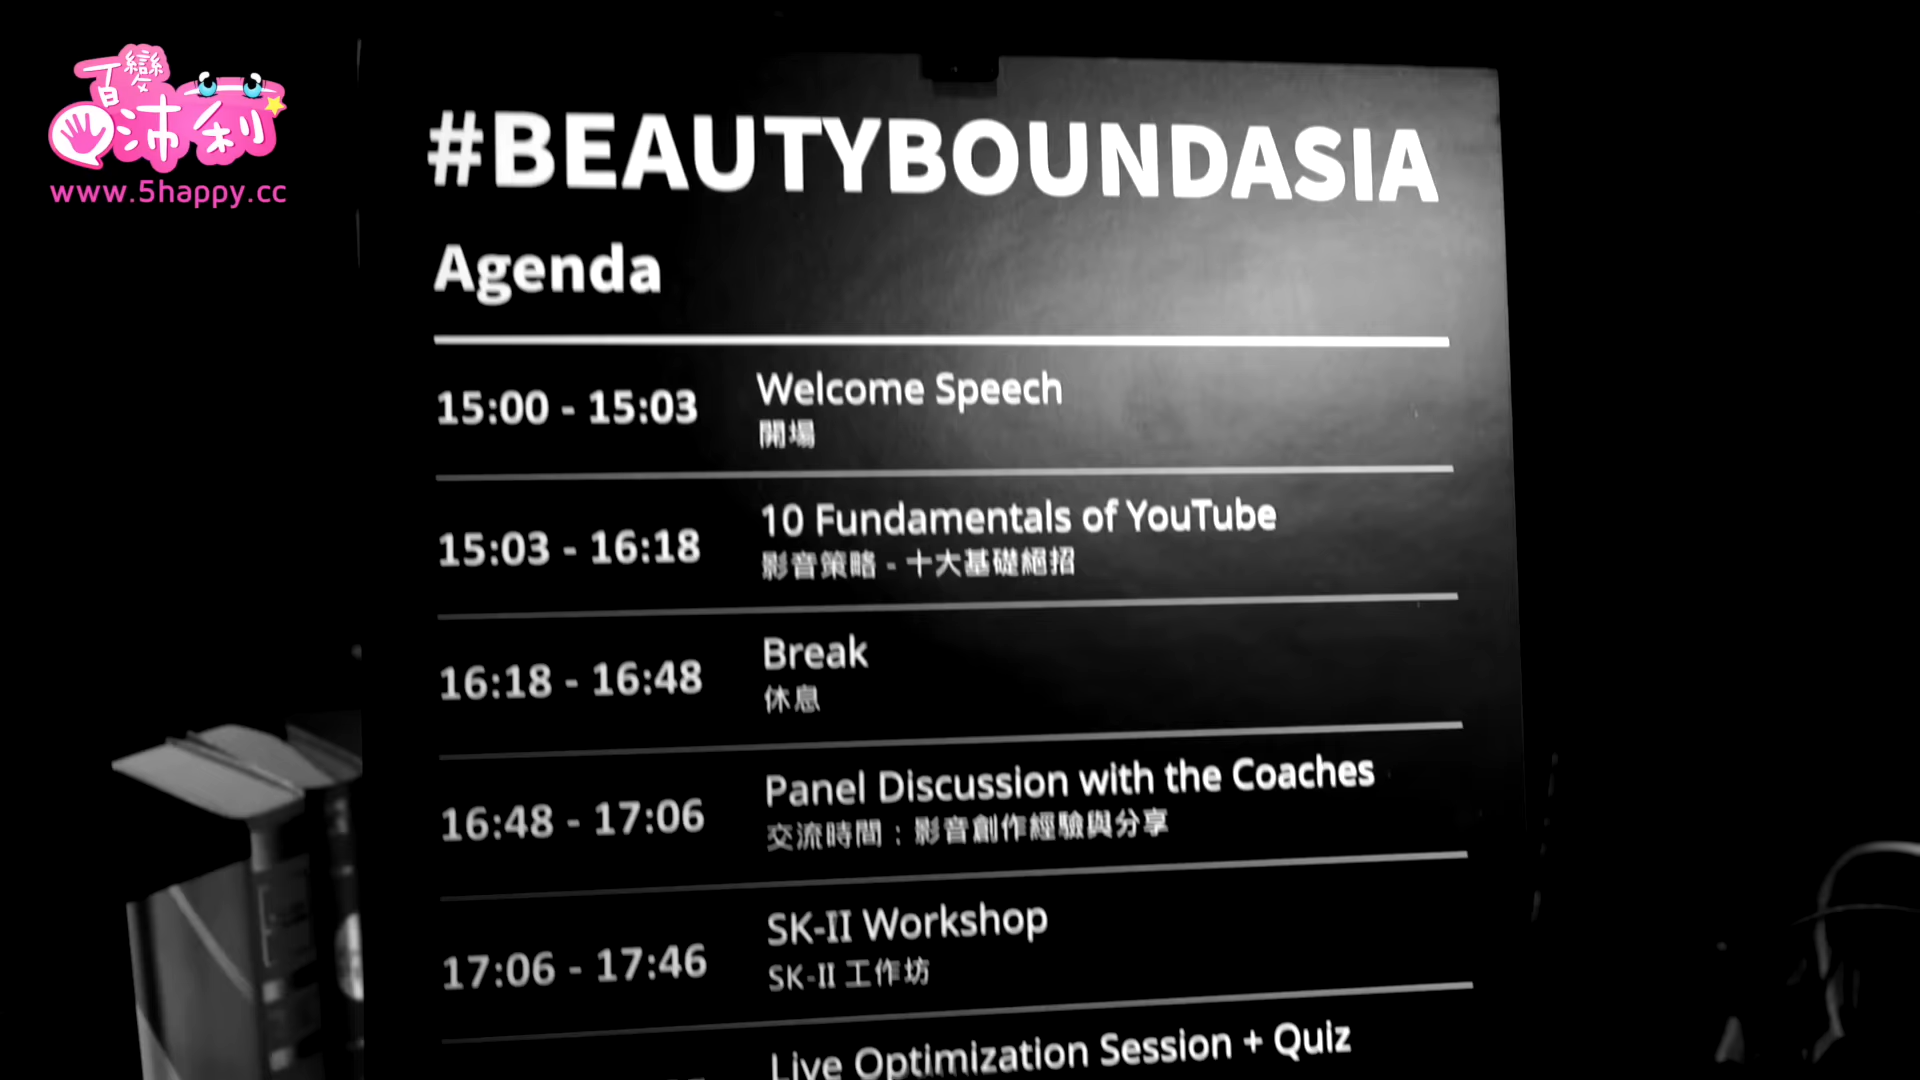 百變
沛利
www.5happy.cc
#BEAUTYBOUNDASIA
Agenda
15:00 - 15:03
Welcome Speech
開場
15:03 - 16:18
10 Fundamentals of YouTube
影音策略 - 十大基礎絕招
16:18 - 16:48
Break
休息
16:48 - 17:06
Panel Discussion with the Coaches
交流時間：影音創作經驗與分享
17:06 - 17:46
SK-II Workshop
SK-II 工作坊
Live Optimization Session + Quiz